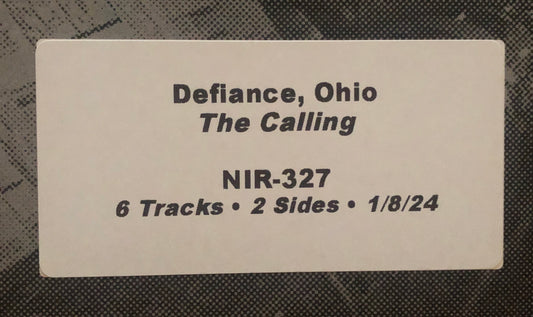 Defiance, Ohio
The Calling
NIR-327
6 Tracks • 2 Sides • 1/8/24